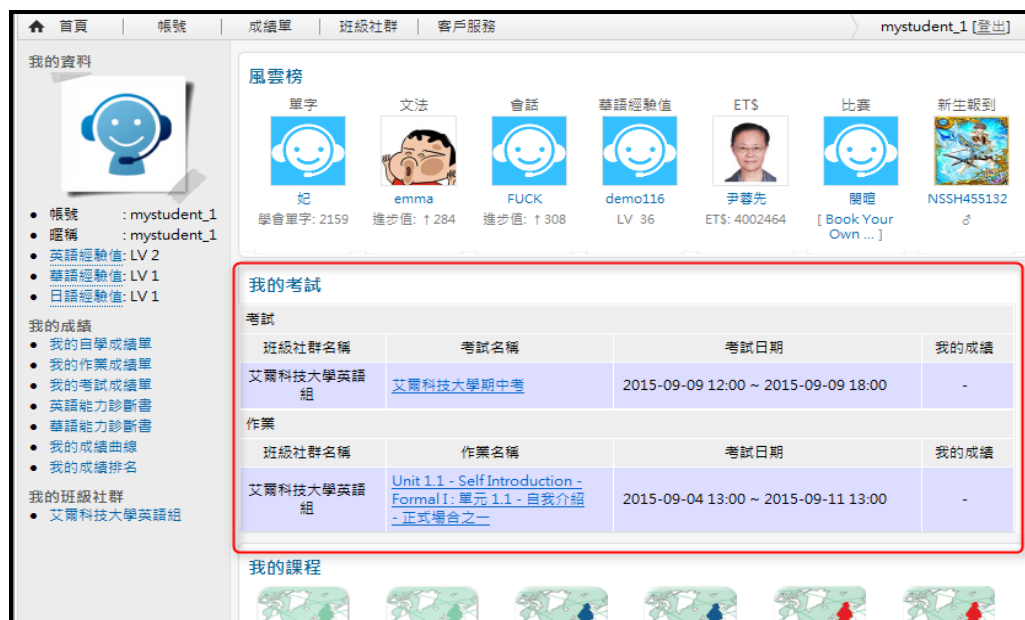 首頁 | 帳號 | 成績單 | 班級社群 | 客戶服務 mystudent_1 [登出]
我的資料
● 帳號 : mystudent_1
● 暱稱 : mystudent_1
● 英語經驗值: LV 2
● 華語經驗值: LV 1
● 日語經驗值: LV 1
我的成績
● 我的自學成績單
● 我的作業成績單
● 我的考試成績單
● 英語能力診斷書
● 華語能力診斷書
● 我的成績曲線
● 我的成績排名
我的班級社群
● 艾爾科技大學英語組
風雲榜
單字 文法 會話 華語經驗值 ET$ 比賽 新生報到
妃 emma FUCK demo116 尹蓉先 閔暄 NSSH455132
學會單字: 2159 進步值: ↑284 進步值: ↑308 LV 36 ET$: 4002464 [ Book Your ♂
Own ... ]
我的考試
考試
班級社群名稱 考試名稱 考試日期 我的成績
艾爾科技大學英語
組 艾爾科技大學期中考 2015-09-09 12:00 ~ 2015-09-09 18:00 -
作業
班級社群名稱 作業名稱 考試日期 我的成績
艾爾科技大學英語
組 Unit 1.1 - Self Introduction -
Formal I : 單元 1.1 - 自我介紹
- 正式場合之一 2015-09-04 13:00 ~ 2015-09-11 13:00 -
我的課程